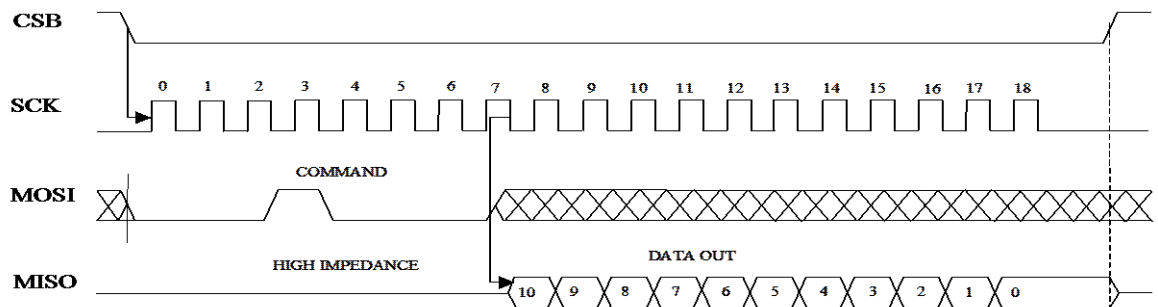 CSB
0 1 2 3 4 5 6 7 8 9 10 11 12 13 14 15 16 17 18
SCK
COMMAND
MOSI
HIGH IMPEDANCE DATA OUT
MISO
10 9 8 7 6 5 4 3 2 1 0